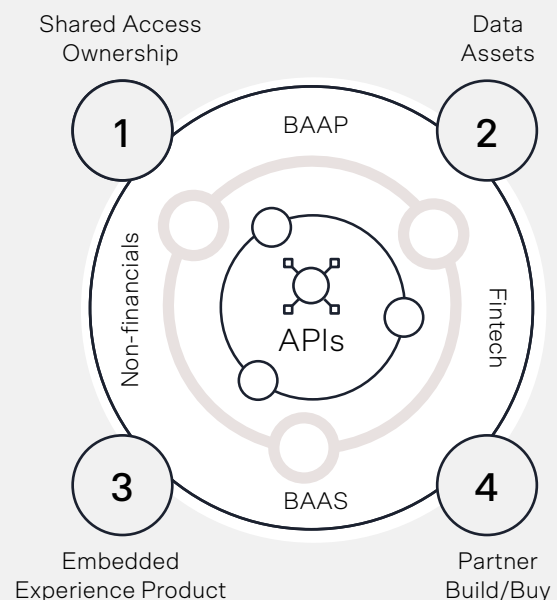 Shared Access
Ownership
Data
Assets
1
2
BAAP
Non-financials
Fintech
APIs
3
4
BAAS
Embedded
Experience Product
Partner
Build/Buy